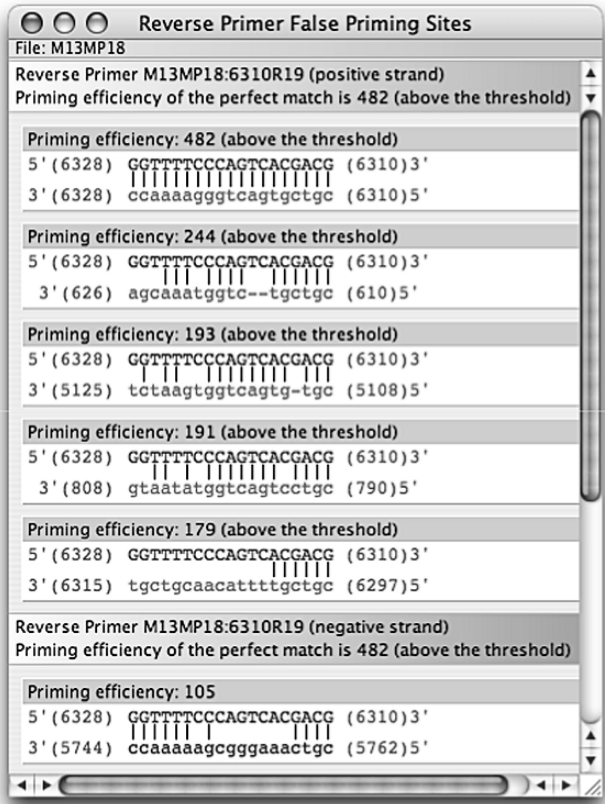 Reverse Primer False Priming Sites
File: M13MP18
Reverse Primer M13MP18:6310R19 (positive strand)
Priming efficiency of the perfect match is 482 (above the threshold)
Priming efficiency: 482 (above the threshold)
5'(6328) GGTTTTCCCAGTCACGACG (6310)3'
3'(6328) ccaaaagggtcagtgctgc (6310)5'
Priming efficiency: 244 (above the threshold)
5'(6328) GGTTTTCCCAGTCACGACG (6310)3'
3'(626) agcaaatggtc--tgctgc (610)5'
Priming efficiency: 193 (above the threshold)
5'(6328) GGTTTTCCCAGTCACGACG (6310)3'
3'(5125) tctaagtggtcagtg-tgc (5108)5'
Priming efficiency: 191 (above the threshold)
5'(6328) GGTTTTCCCAGTCACGACG (6310)3'
3'(808) gtaatatggtcagtcctgc (790)5'
Priming efficiency: 179 (above the threshold)
5'(6328) GGTTTTCCCAGTCACGACG (6310)3'
3'(6315) tgctgcaacattttgctgc (6297)5'
Reverse Primer M13MP18:6310R19 (negative strand)
Priming efficiency of the perfect match is 482 (above the threshold)
Priming efficiency: 105
5'(6328) GGTTTTCCCAGTCACGACG (6310)3'
3'(5744) ccaaaaagcgggaaactgc (5762)5'